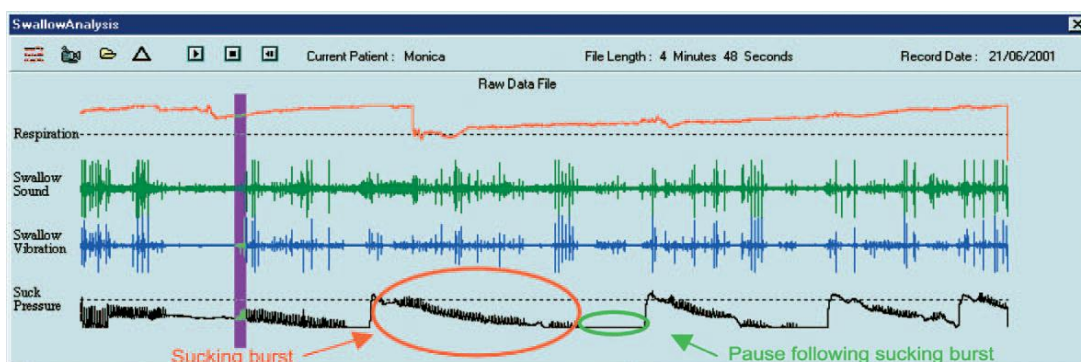 SwallowAnalysis
Current Patient : Monica File Length : 4 Minutes 48 Seconds Record Date : 21/06/2001
Raw Data File
Respiration
Swallow
Sound
Swallow
Vibration
Suck
Pressure
Sucking burst
Pause following sucking burst